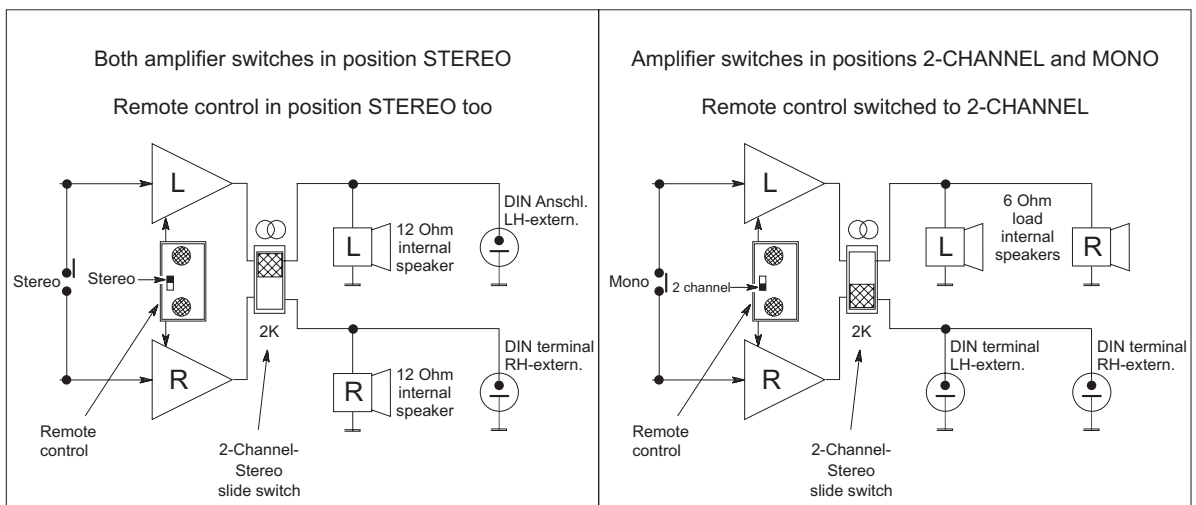 Both amplifier switches in position STEREO
Remote control in position STEREO too
L
DIN Anschl.
LH-extern.
12 Ohm
internal
speaker
L
Stereo
Stereo
2K
R
DIN terminal
RH-extern.
12 Ohm
internal
speaker
R
Remote
control
2-Channel-
Stereo
slide switch
Amplifier switches in positions 2-CHANNEL and MONO
Remote control switched to 2-CHANNEL
L
6 Ohm
load
internal
speakers
L
R
Mono
2 channel
2K
R
DIN terminal
LH-extern.
DIN terminal
RH-extern.
Remote
control
2-Channel-
Stereo
slide switch